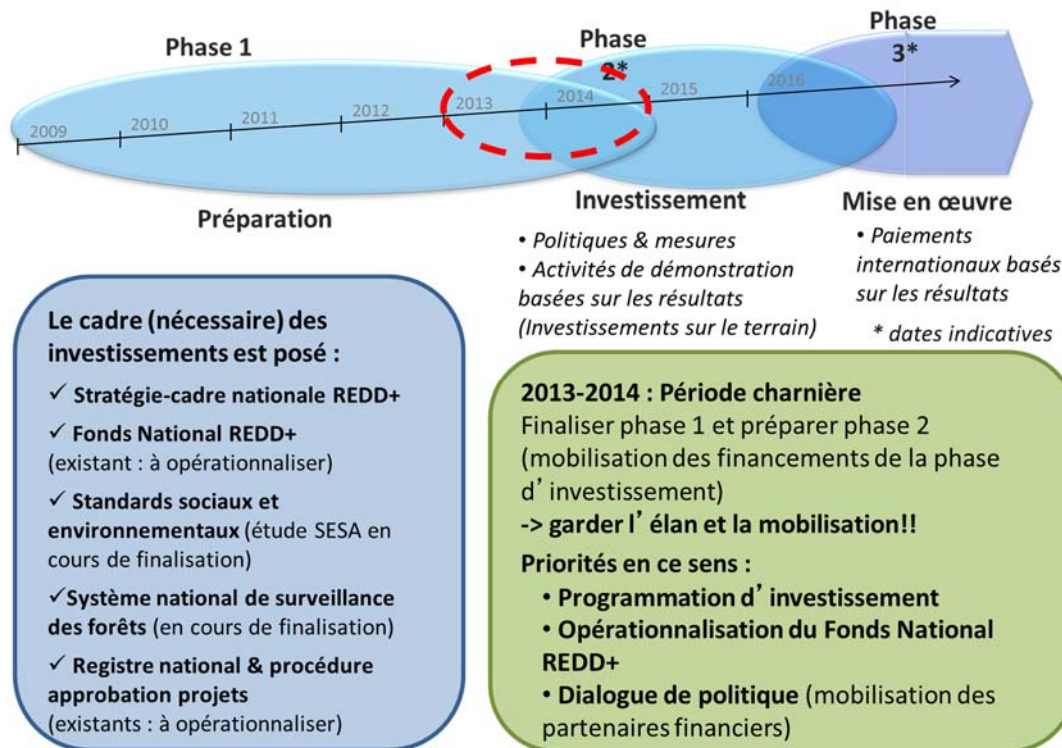 Phase 1
Phase
2*
Phase
3*
2009
2010
2011
2012
2013
2014
2015
2016
Préparation
Investissement
• Politiques & mesures
• Activités de démonstration
basées sur les résultats
(Investissements sur le terrain)
Mise en œuvre
• Paiements
internationaux basés
sur les résultats
* dates indicatives
Le cadre (nécessaire) des
investissements est posé :
✓ Stratégie-cadre nationale REDD+
✓ Fonds National REDD+
(existant : à opérationnaliser)
✓ Standards sociaux et
environnementaux (étude SESA en
cours de finalisation)
✓Système national de surveillance
des forêts (en cours de finalisation)
✓ Registre national & procédure
approbation projets
(existants : à opérationnaliser)
2013-2014 : Période charnière
Finaliser phase 1 et préparer phase 2
(mobilisation des financements de la phase
d' investissement)
-> garder l' élan et la mobilisation!!
Priorités en ce sens :
• Programmation d' investissement
• Opérationnalisation du Fonds National
REDD+
• Dialogue de politique (mobilisation des
partenaires financiers)